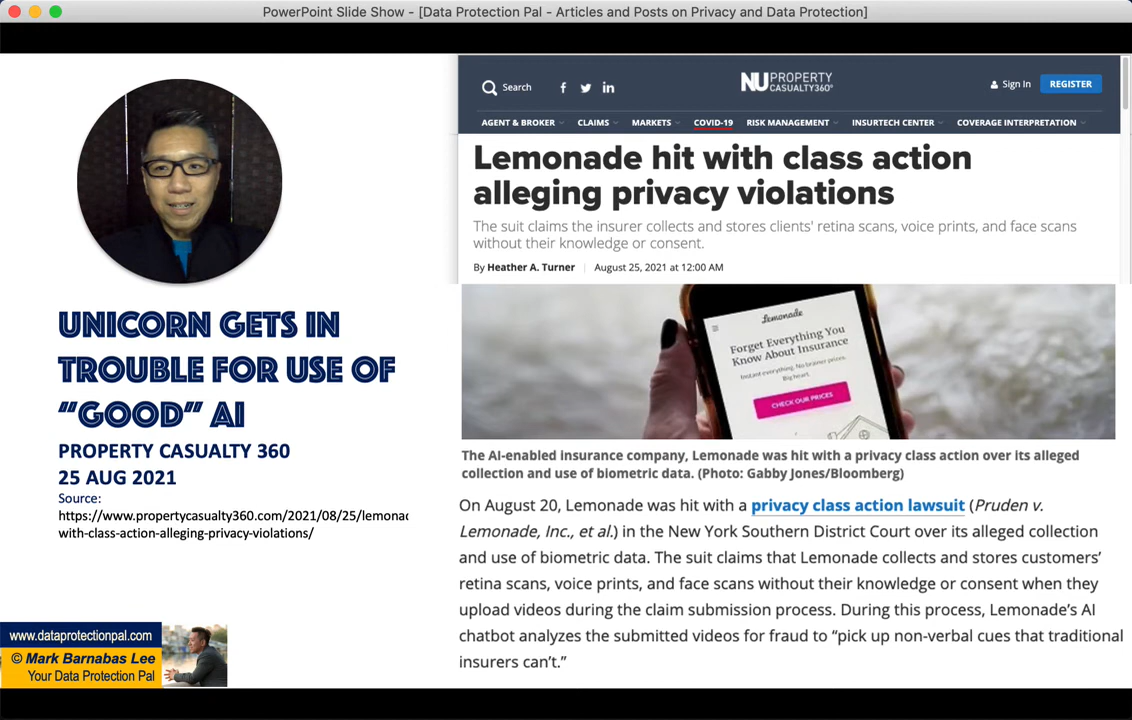 PowerPoint Slide Show - [Data Protection Pal - Articles and Posts on Privacy and Data Protection]
UNICORN GETS IN
TROUBLE FOR USE OF
“GOOD” AI
PROPERTY CASUALTY 360
25 AUG 2021
Source:
https://www.propertycasualty360.com/2021/08/25/lemonad
with-class-action-alleging-privacy-violations/
www.dataprotectionpal.com
© Mark Barnabas Lee
Your Data Protection Pal
Search
NU PROPERTY
CASUALTY360°
Sign In
REGISTER
AGENT & BROKER CLAIMS MARKETS COVID-19 RISK MANAGEMENT INSURTECH CENTER COVERAGE INTERPRETATION
Lemonade hit with class action
alleging privacy violations
The suit claims the insurer collects and stores clients' retina scans, voice prints, and face scans
without their knowledge or consent.
By Heather A. Turner August 25, 2021 at 12:00 AM
Lemonade
Forget Everything You
Know About Insurance
Instant everything. No brainer prices.
Big heart.
CHECK OUR PRICES
The AI-enabled insurance company, Lemonade was hit with a privacy class action over its alleged
collection and use of biometric data. (Photo: Gabby Jones/Bloomberg)
On August 20, Lemonade was hit with a privacy class action lawsuit (Pruden v.
Lemonade, Inc., et al.) in the New York Southern District Court over its alleged collection
and use of biometric data. The suit claims that Lemonade collects and stores customers’
retina scans, voice prints, and face scans without their knowledge or consent when they
upload videos during the claim submission process. During this process, Lemonade’s AI
chatbot analyzes the submitted videos for fraud to “pick up non-verbal cues that traditional
insurers can’t.”